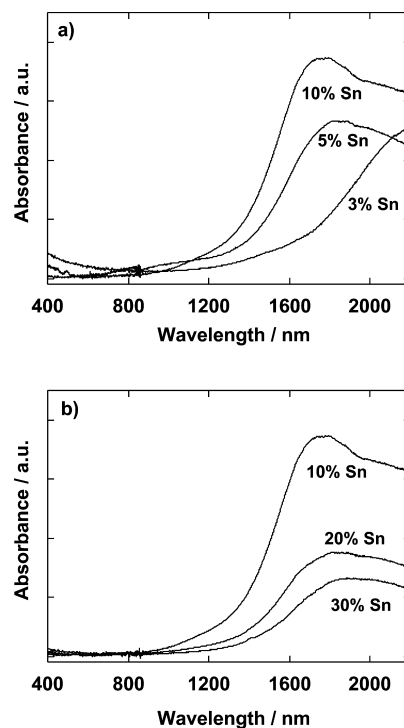 a)
10% Sn
5% Sn
3% Sn
Absorbance / a.u.
400 800 1200 1600 2000
Wavelength / nm
b)
10% Sn
20% Sn
30% Sn
Absorbance / a.u.
400 800 1200 1600 2000
Wavelength / nm